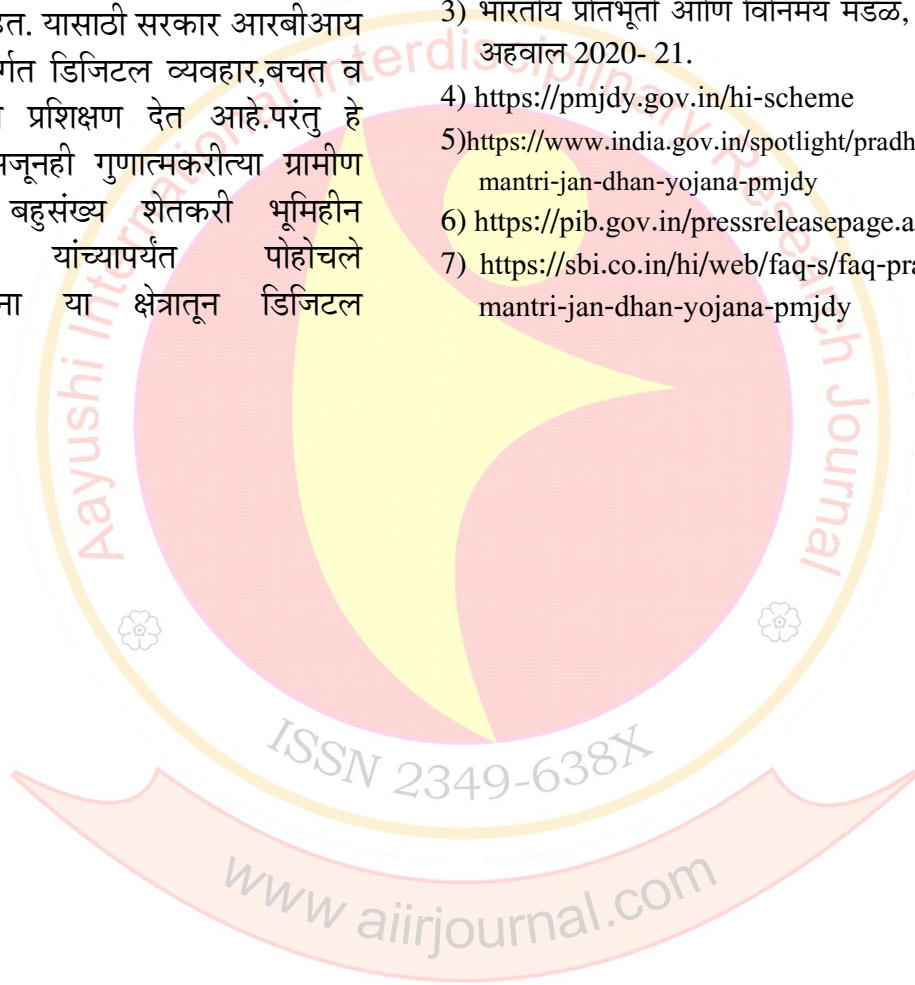 यासाठी सरकार आरबीआय
डिजिटल व्यवहार,बचत व
प्रशिक्षण देत आहे.परंतु हे
गुणात्मकरीत्या ग्रामीण
बहुसंख्य शेतकरी भूमिहीन
यांच्यापर्यंत पोहोचले
या क्षेत्रातून डिजिटल
3) भारतीय प्रतिभूती आणि विनिमय मंडळ,
अहवाल 2020- 21.
4) https://pmjdy.gov.in/hi-scheme
5)https://www.india.gov.in/spotlight/pradh
mantri-jan-dhan-yojana-pmjdy
6) https://pib.gov.in/pressreleasepage.a
7) https://sbi.co.in/hi/web/faq-s/faq-pra
mantri-jan-dhan-yojana-pmjdy
Aayushi International Interdisciplinary Research Journal
ISSN 2349-638X
www aiirjournal.com